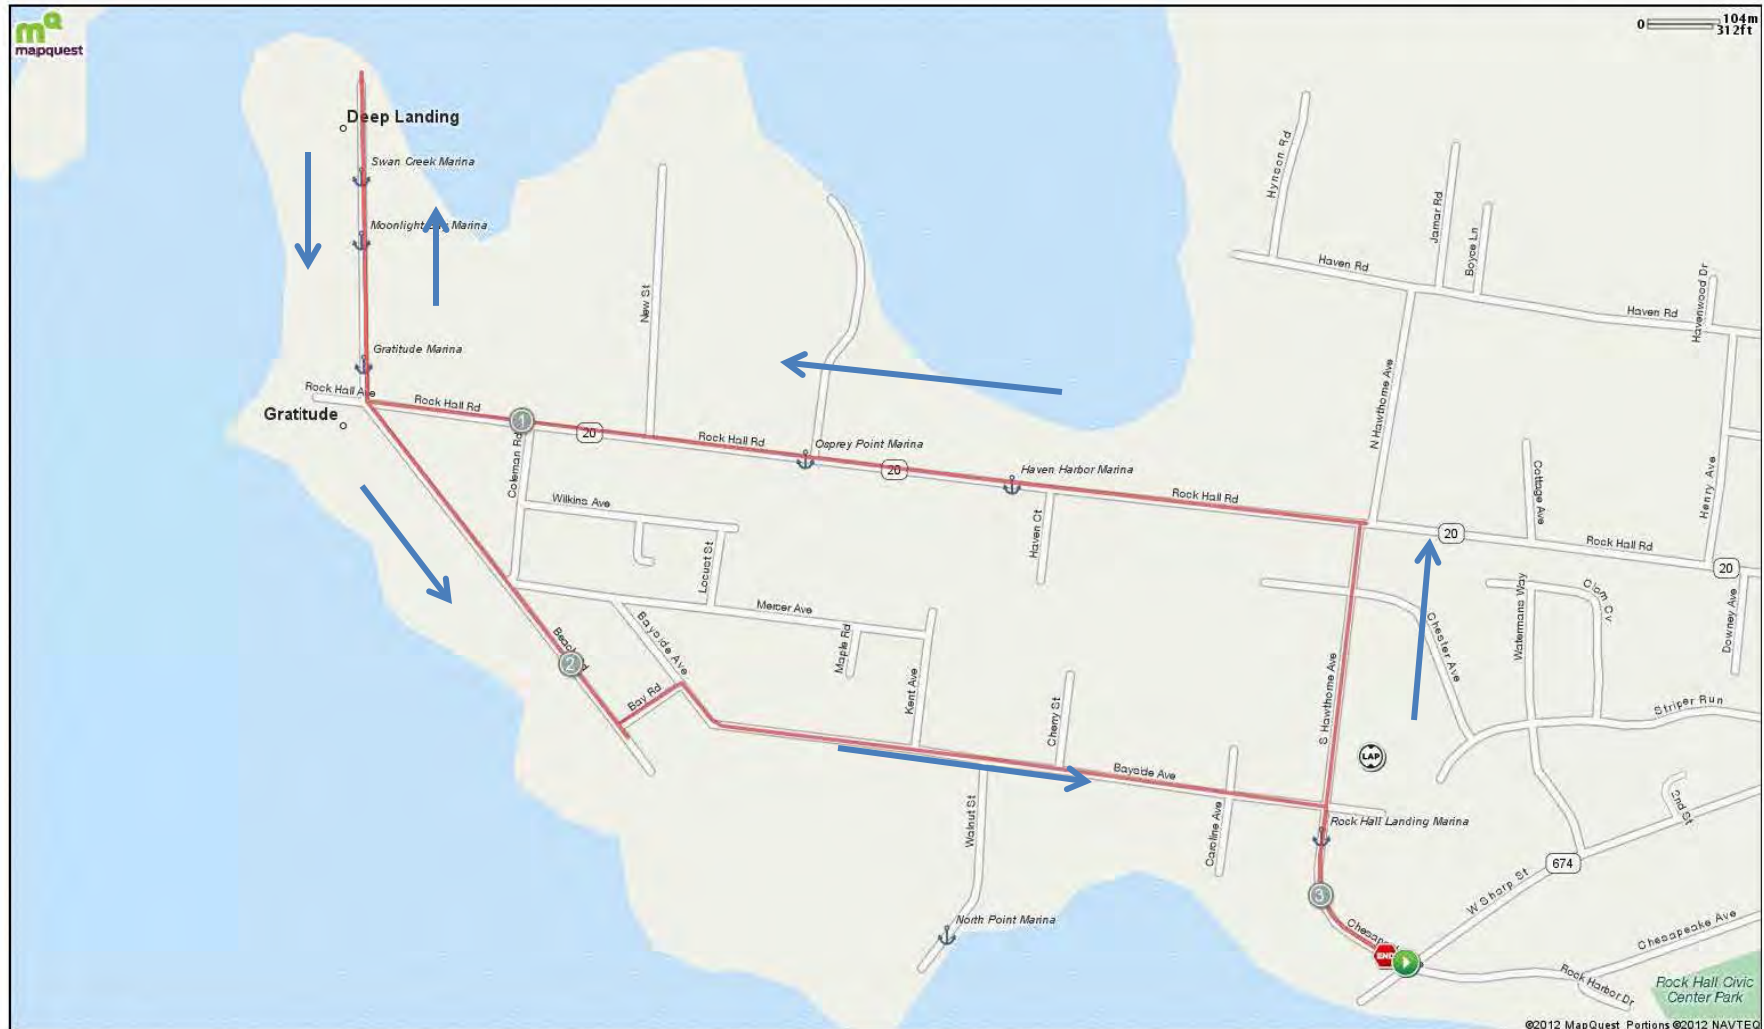 mapquest
0
104m
312ft
Deep Landing
Swan Creek Marina
Moonlight Marina
Gratitude Marina
Rock Hall Ave
Gratitude
Rock Hall Rd
1
20
Coleman Rd
New St
Rock Hall Rd
Osprey Point Marina
20
Haven Harbor Marina
Rock Hall Rd
Haven Ct
Wilkins Ave
Locust St
Mercer Ave
Maple Rd
Kent Ave
Bayside Ave
2
Bay Rd
Cherry St
Bayside Ave
Walnut St
Caroline Ave
North Point Marina
Hynson Rd
Jamar Rd
Boyce Ln
Haven Rd
Haven Rd
Havenwood Dr
N Hawthorne Ave
Cottage Ave
Henry Ave
20
Rock Hall Rd
20
Downey Ave
Watermans Way
Clam Cv
Chester Ave
S Hawthorne Ave
Striper Run
LAP
2nd St
Rock Hall Landing Marina
674
W Sharp St
3
END
Chesapeake Ave
Rock Harbor Dr
Rock Hall Civic
Center Park
©2012 MapQuest Portions ©2012 NAVTEQ